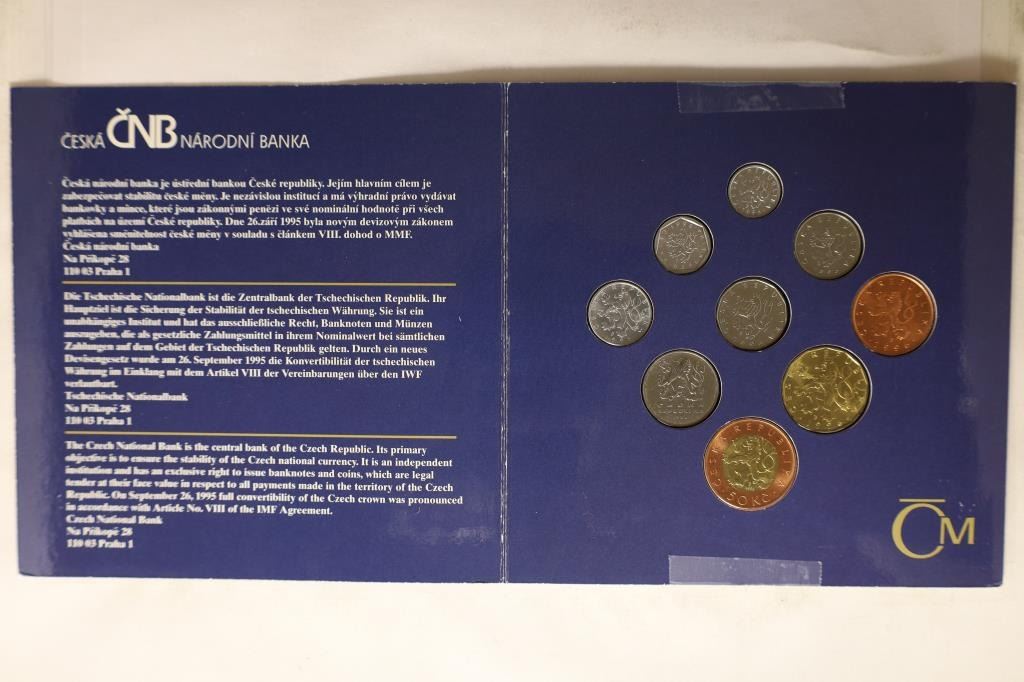 ČESKÁ ČNB NÁRODNÍ BANKA
Česká národní banka je ústřední bankou České republiky. Jejím hlavním cílem je
zabezpečovat stabilitu české měny. Je nezávislou institucí a má výhradní právo vydávat
bankovky a mince, které jsou zákonnými penězi ve své nominální hodnotě při všech
platbách na území České republiky. Dne 26.září 1995 byla novým devizovým zákonem
vyhlášena směnitelnost české měny v souladu s článkem VIII. dohod o MMF.
Česká národní banka
Na Příkopě 28
110 03 Praha 1
Die Tschechische Nationalbank ist die Zentralbank der Tschechischen Republik. Ihr
Hauptziel ist die Sicherung der Stabilität der tschechischen Währung. Sie ist ein
unabhängiges Institut und hat das ausschließliche Recht, Banknoten und Münzen
auszugeben, die als gesetzliche Zahlungsmittel in ihrem Nominalwert bei sämtlichen
Zahlungen auf dem Gebiet der Tschechischen Republik gelten. Durch ein neues
Devisengesetz wurde am 26. September 1995 die Konvertibilität der tschechischen
Währung im Einklang mit dem Artikel VIII der Vereinbarungen über den IWF
verlautbart.
Tschechische Nationalbank
Na Příkopě 28
110 03 Praha 1
The Czech National Bank is the central bank of the Czech Republic. Its primary
objective is to ensure the stability of the Czech national currency. It is an independent
institution and has an exclusive right to issue banknotes and coins, which are legal
tender at their face value in respect to all payments made in the territory of the Czech
Republic. On September 26, 1995 full convertibility of the Czech crown was pronounced
in accordance with Article No. VIII of the IMF Agreement.
Czech National Bank
Na Příkopě 28
110 03 Praha 1
50 Kč
ČM